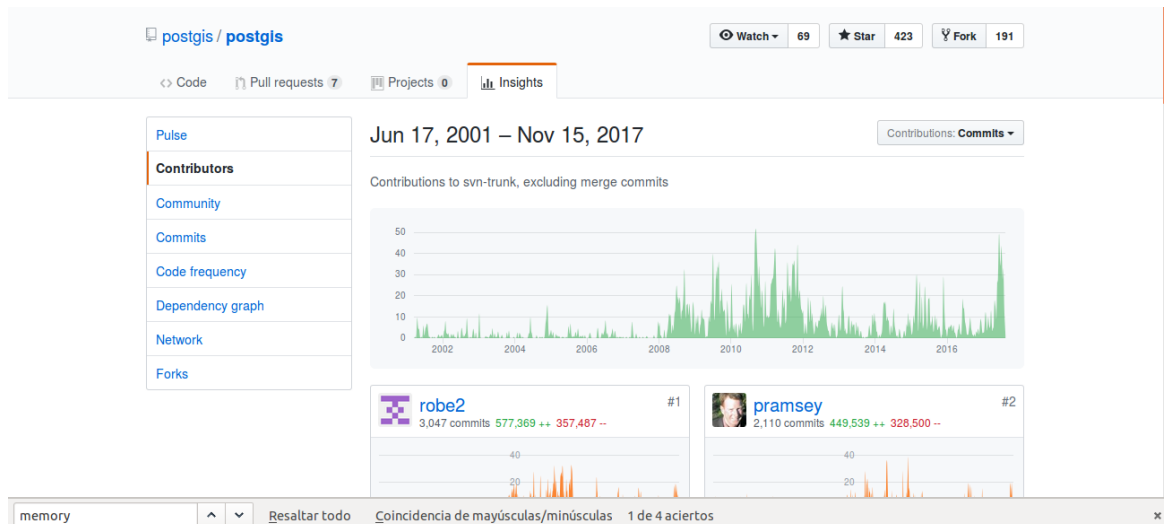 postgis / postgis
Watch 69 Star 423 Fork 191
Code Pull requests 7 Projects 0 Insights
Pulse
Contributors
Community
Commits
Code frequency
Dependency graph
Network
Forks
Jun 17, 2001 – Nov 15, 2017
Contributions: Commits
Contributions to svn-trunk, excluding merge commits
50
40
30
20
10
0
2002 2004 2006 2008 2010 2012 2014 2016
robe2 #1
3,047 commits 577,369 ++ 357,487 --
40
20
pramsey #2
2,110 commits 449,539 ++ 328,500 --
40
20
memory Resaltar todo Coincidencia de mayúsculas/minúsculas 1 de 4 aciertos